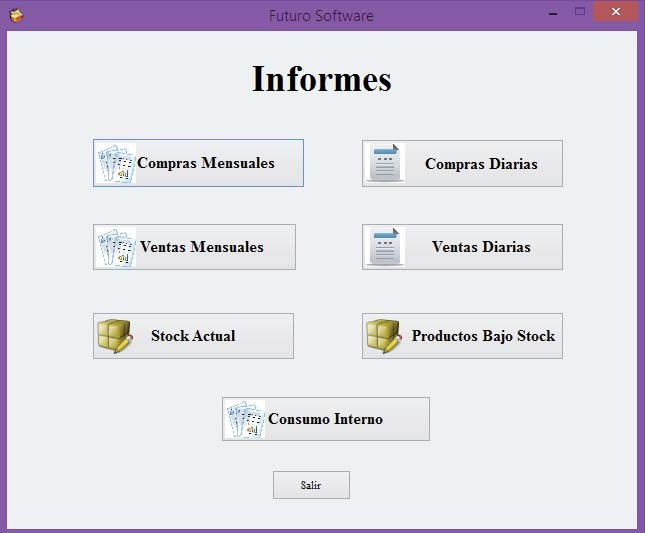 Futuro Software
Informes
Compras Mensuales
Compras Diarias
Ventas Mensuales
Ventas Diarias
Stock Actual
Productos Bajo Stock
Consumo Interno
Salir